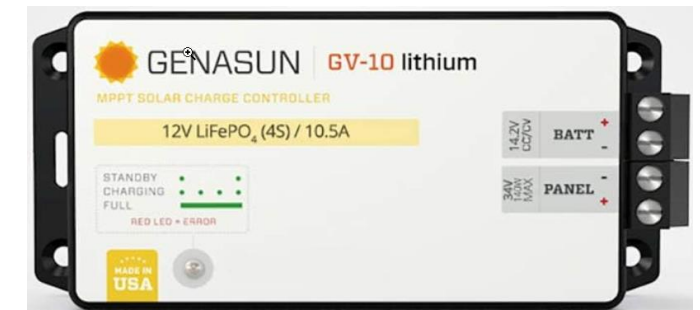 GENASUN GV-10 lithium
MPPT SOLAR CHARGE CONTROLLER
12V LiFePO4 (4S) / 10.5A
14.2V
CC/CV
BATT
+
-
34V
140W
MAX
PANEL
-
+
STANDBY
CHARGING
FULL
RED LED = ERROR
MADE IN
USA